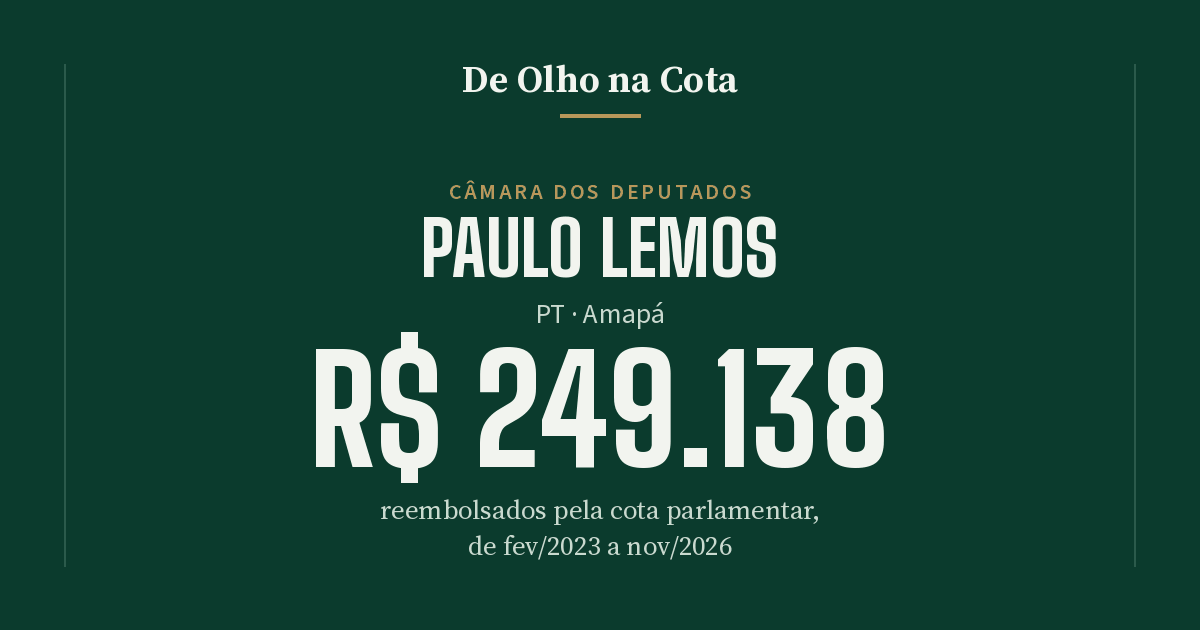 De Olho na Cota
CÂMARA DOS DEPUTADOS
PAULO LEMOS
PT · Amapá
R$ 249.138
reembolsados pela cota parlamentar,
de fev/2023 a nov/2026